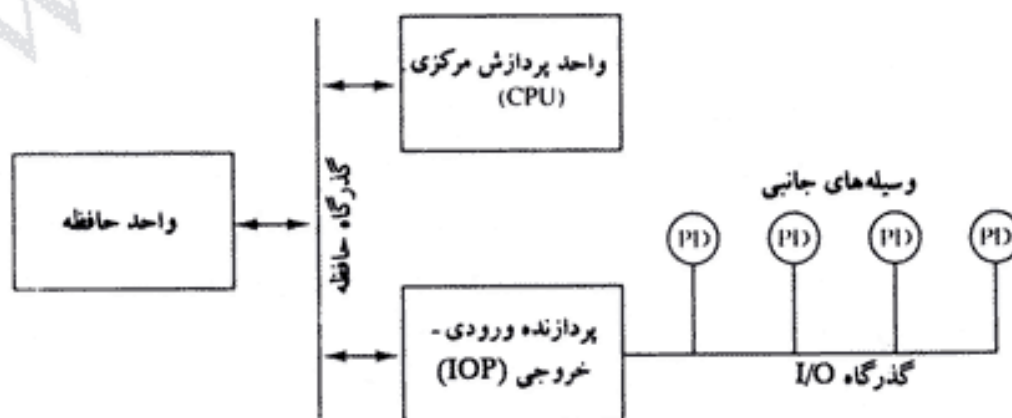 واحد پردازش مرکزی
(CPU)
گذرگاه حافظه
واحد حافظه
وسیله‌های جانبی
PD PD PD PD
پردازنده ورودی -
خروجی (IOP)
گذرگاه I/O